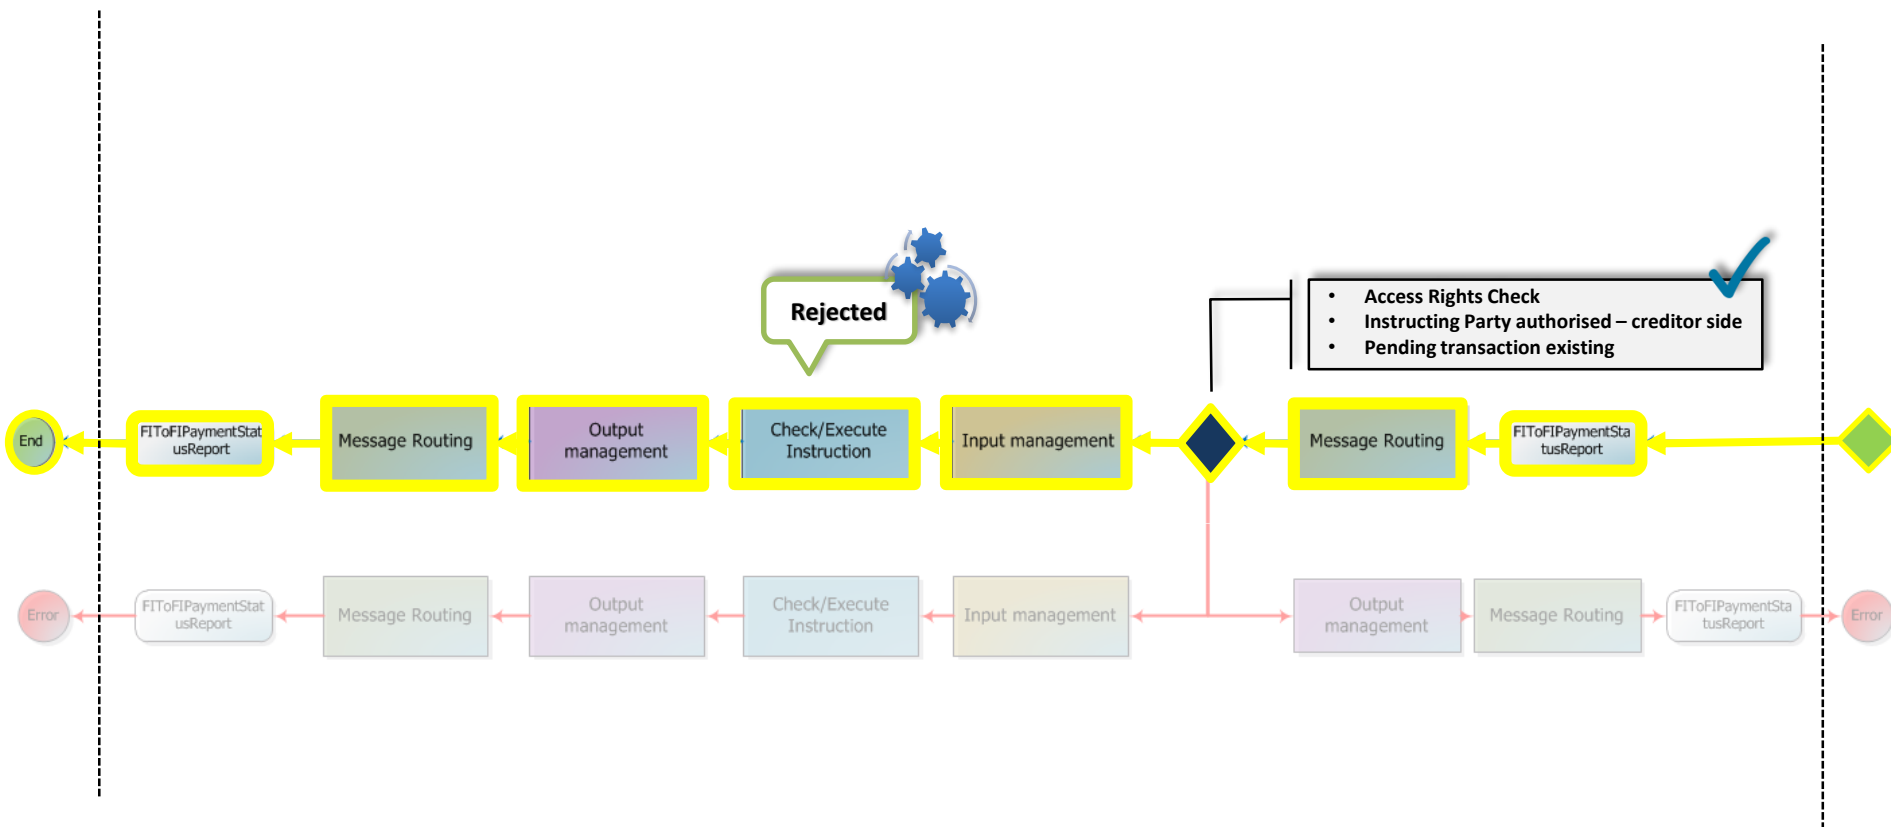 Rejected
• Access Rights Check
• Instructing Party authorised – creditor side
• Pending transaction existing
End
FIToFIPaymentStat
usReport
Message Routing
Output
management
Check/Execute
Instruction
Input management
Message Routing
FIToFIPaymentSta
tusReport
Error
FIToFIPaymentStat
usReport
Message Routing
Output
management
Check/Execute
Instruction
Input management
Output
management
Message Routing
FIToFIPaymentSta
tusReport
Error